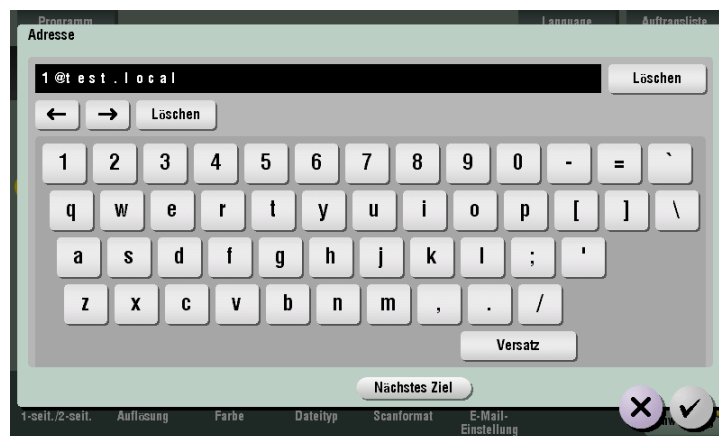 Programm Language Auftragsliste
Adresse
1@test.local Löschen
← → Löschen
1 2 3 4 5 6 7 8 9 0 - = `
q w e r t y u i o p [ ] \
a s d f g h j k l ; '
z x c v b n m , . /
Versatz
Nächstes Ziel
1-seit./2-seit. Auflösung Farbe Dateityp Scanformat E-Mail-
Einstellung